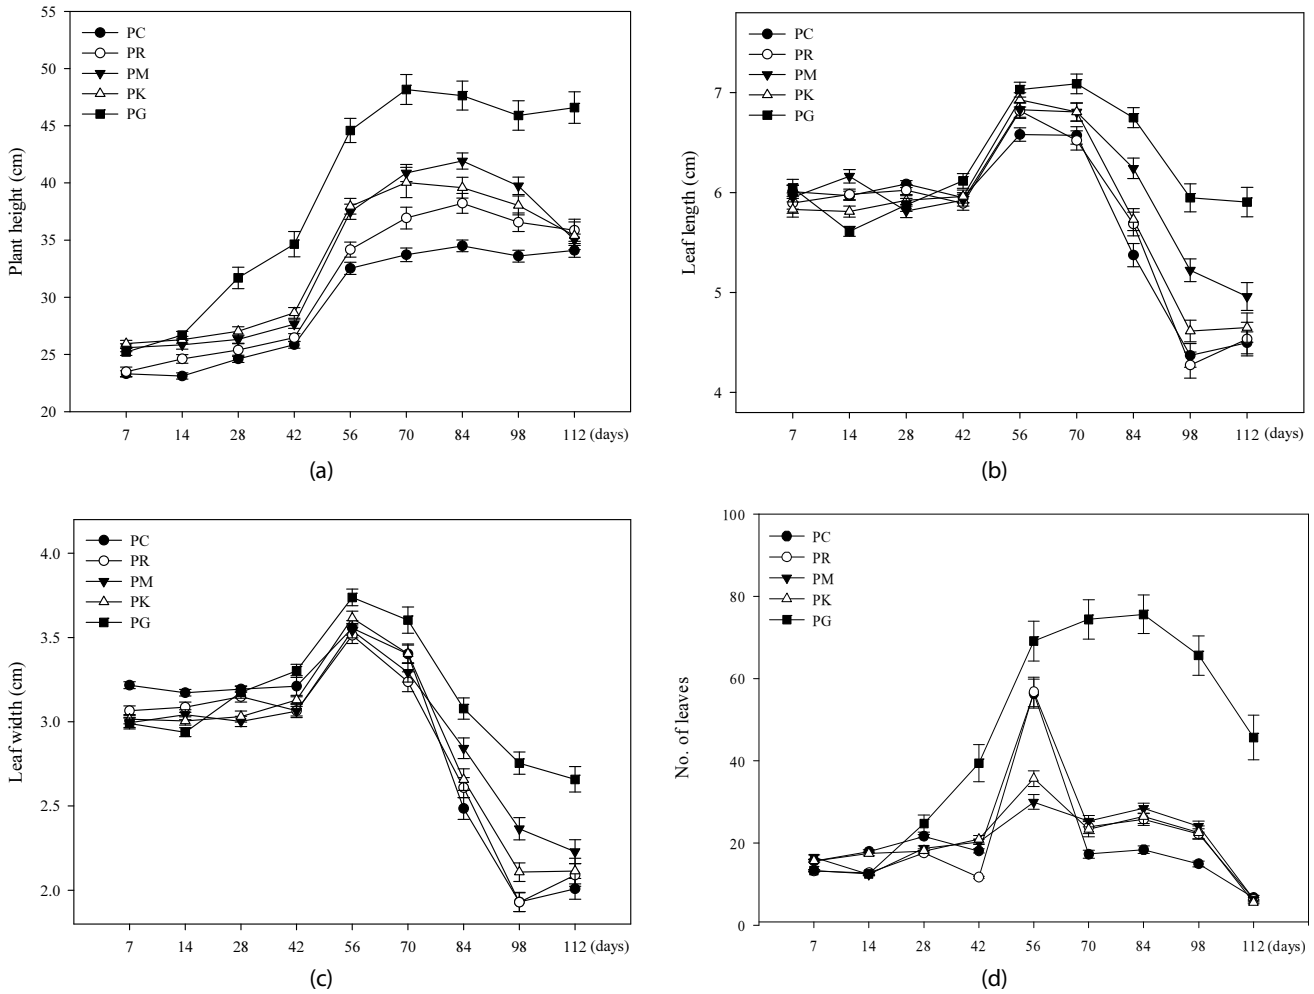 55
50
45
40
35
30
25
20
Plant height (cm)
PC
PR
PM
PK
PG
7 14 28 42 56 70 84 98 112 (days)
(a)
7
6
5
4
Leaf length (cm)
PC
PR
PM
PK
PG
7 14 28 42 56 70 84 98 112 (days)
(b)
4.0
3.5
3.0
2.5
2.0
Leaf width (cm)
PC
PR
PM
PK
PG
7 14 28 42 56 70 84 98 112 (days)
(c)
100
80
60
40
20
0
No. of leaves
PC
PR
PM
PK
PG
7 14 28 42 56 70 84 98 112 (days)
(d)